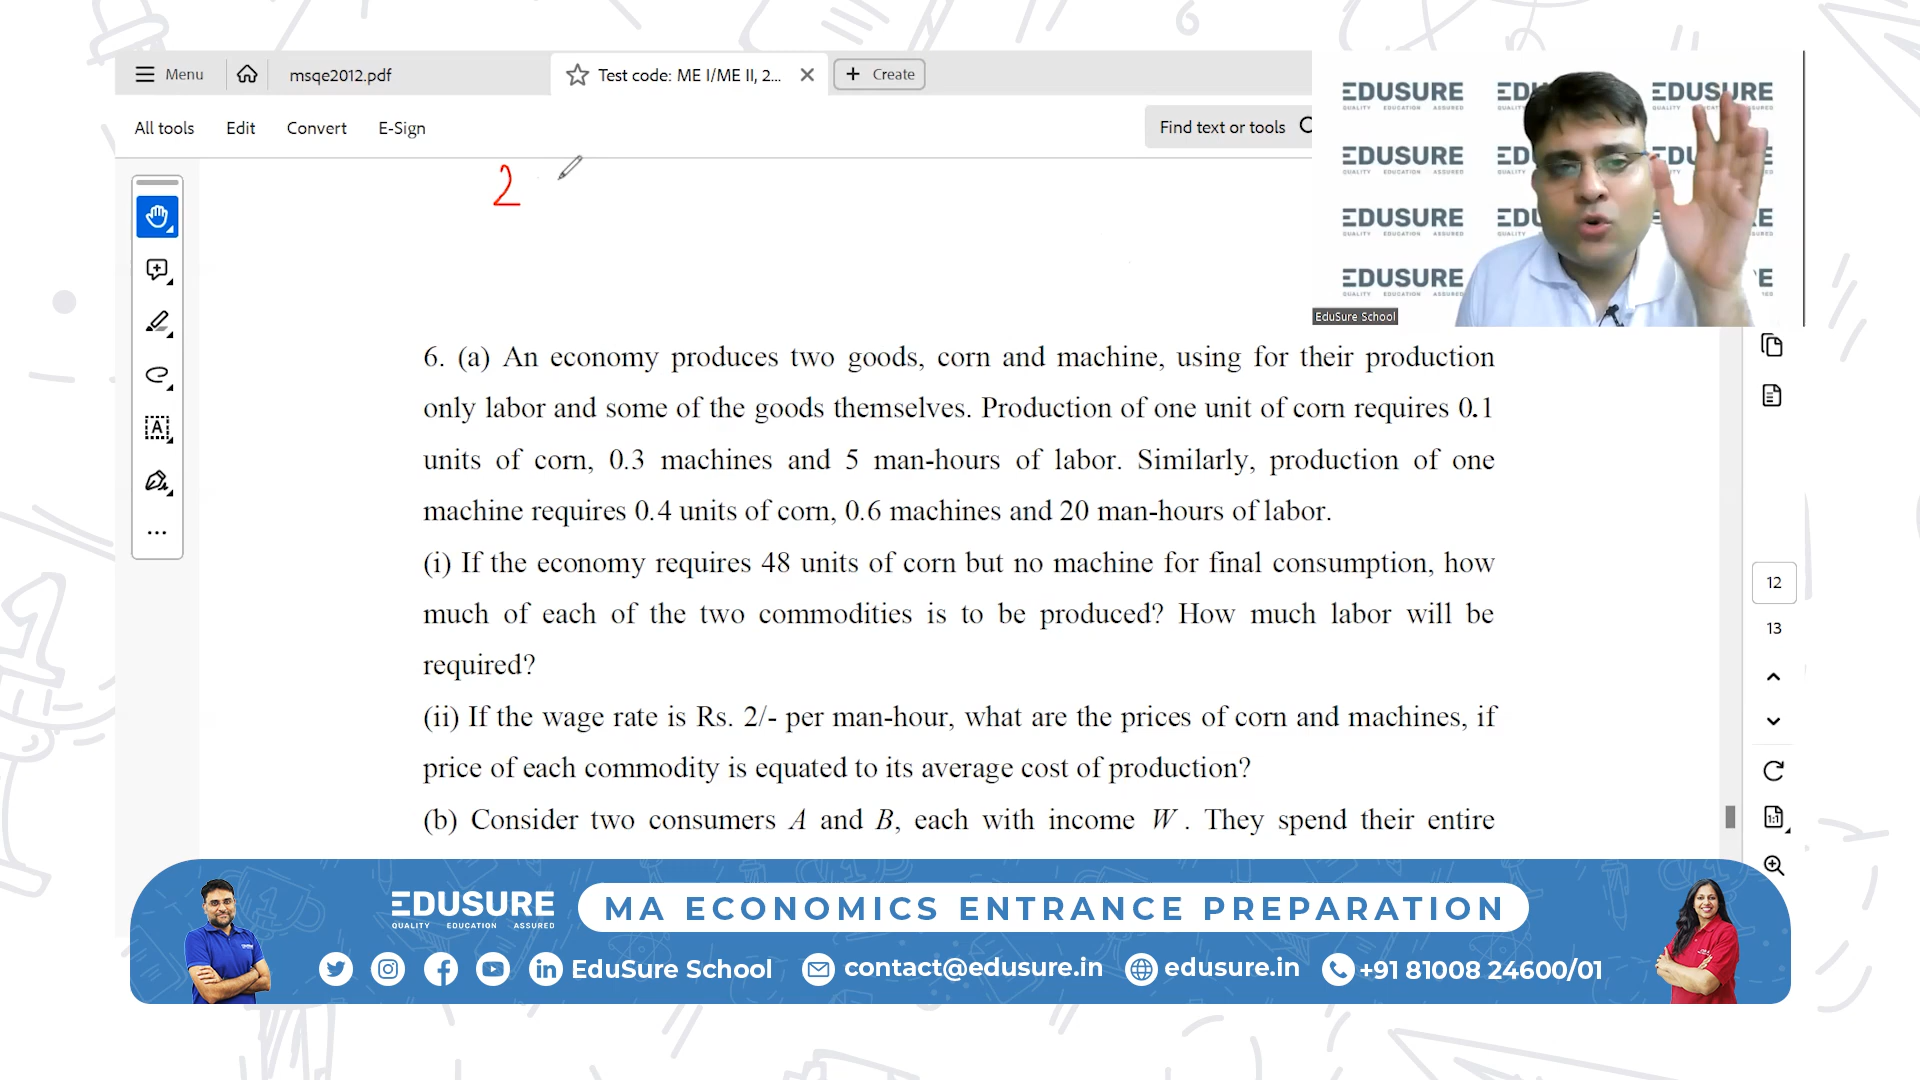 Menu
msqe2012.pdf
Test code: ME I/ME II, 2...
Create
All tools
Edit
Convert
E-Sign
Find text or tools
2
EDUSURE
QUALITY EDUCATION ASSURED
EduSure School
6. (a) An economy produces two goods, corn and machine, using for their production
only labor and some of the goods themselves. Production of one unit of corn requires 0.1
units of corn, 0.3 machines and 5 man-hours of labor. Similarly, production of one
machine requires 0.4 units of corn, 0.6 machines and 20 man-hours of labor.
(i) If the economy requires 48 units of corn but no machine for final consumption, how
much of each of the two commodities is to be produced? How much labor will be
required?
(ii) If the wage rate is Rs. 2/- per man-hour, what are the prices of corn and machines, if
price of each commodity is equated to its average cost of production?
(b) Consider two consumers A and B, each with income W . They spend their entire
12
13
EDUSURE
QUALITY EDUCATION ASSURED
MA ECONOMICS ENTRANCE PREPARATION
EduSure School
contact@edusure.in
edusure.in
+91 81008 24600/01